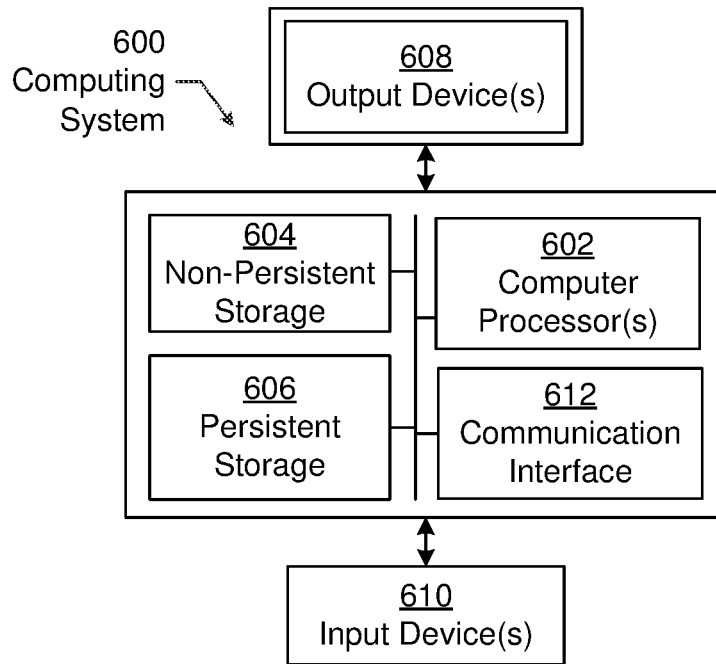 600
Computing
System
608
Output Device(s)
604
Non-Persistent
Storage
602
Computer
Processor(s)
606
Persistent
Storage
612
Communication
Interface
610
Input Device(s)